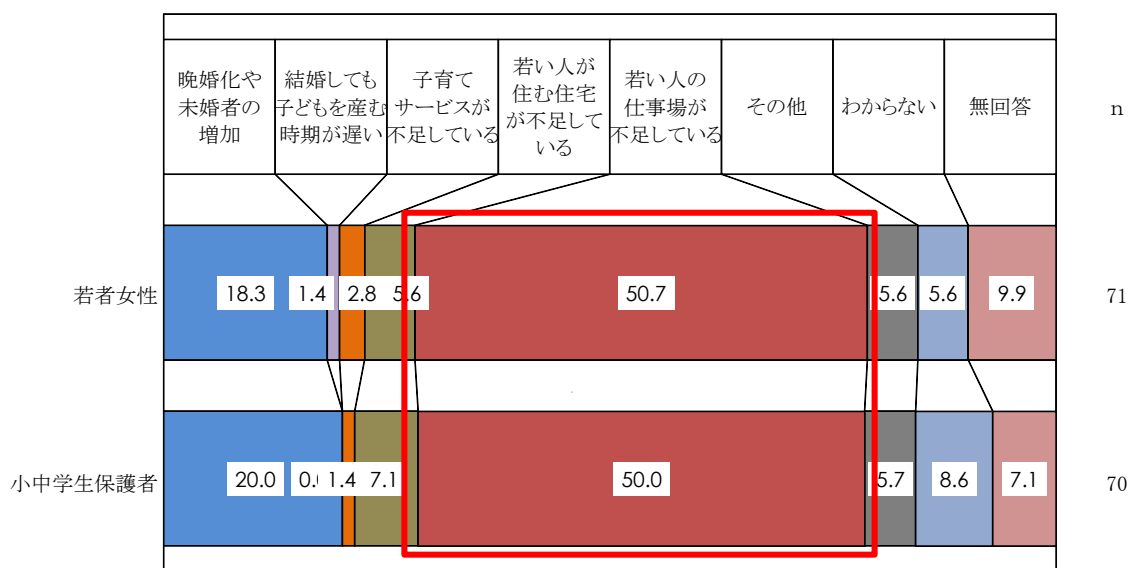 晩婚化や
未婚者の
増加
結婚しても
子どもを産む
時期が遅い
子育て
サービスが
不足している
若い人が
住む住宅
が不足して
いる
若い人の
仕事場が
不足している
その他
わからない
無回答
n
若者女性
18.3
1.4
2.8
5.6
50.7
5.6
5.6
9.9
71
小中学生保護者
20.0
1.4
7.1
50.0
5.7
8.6
7.1
70